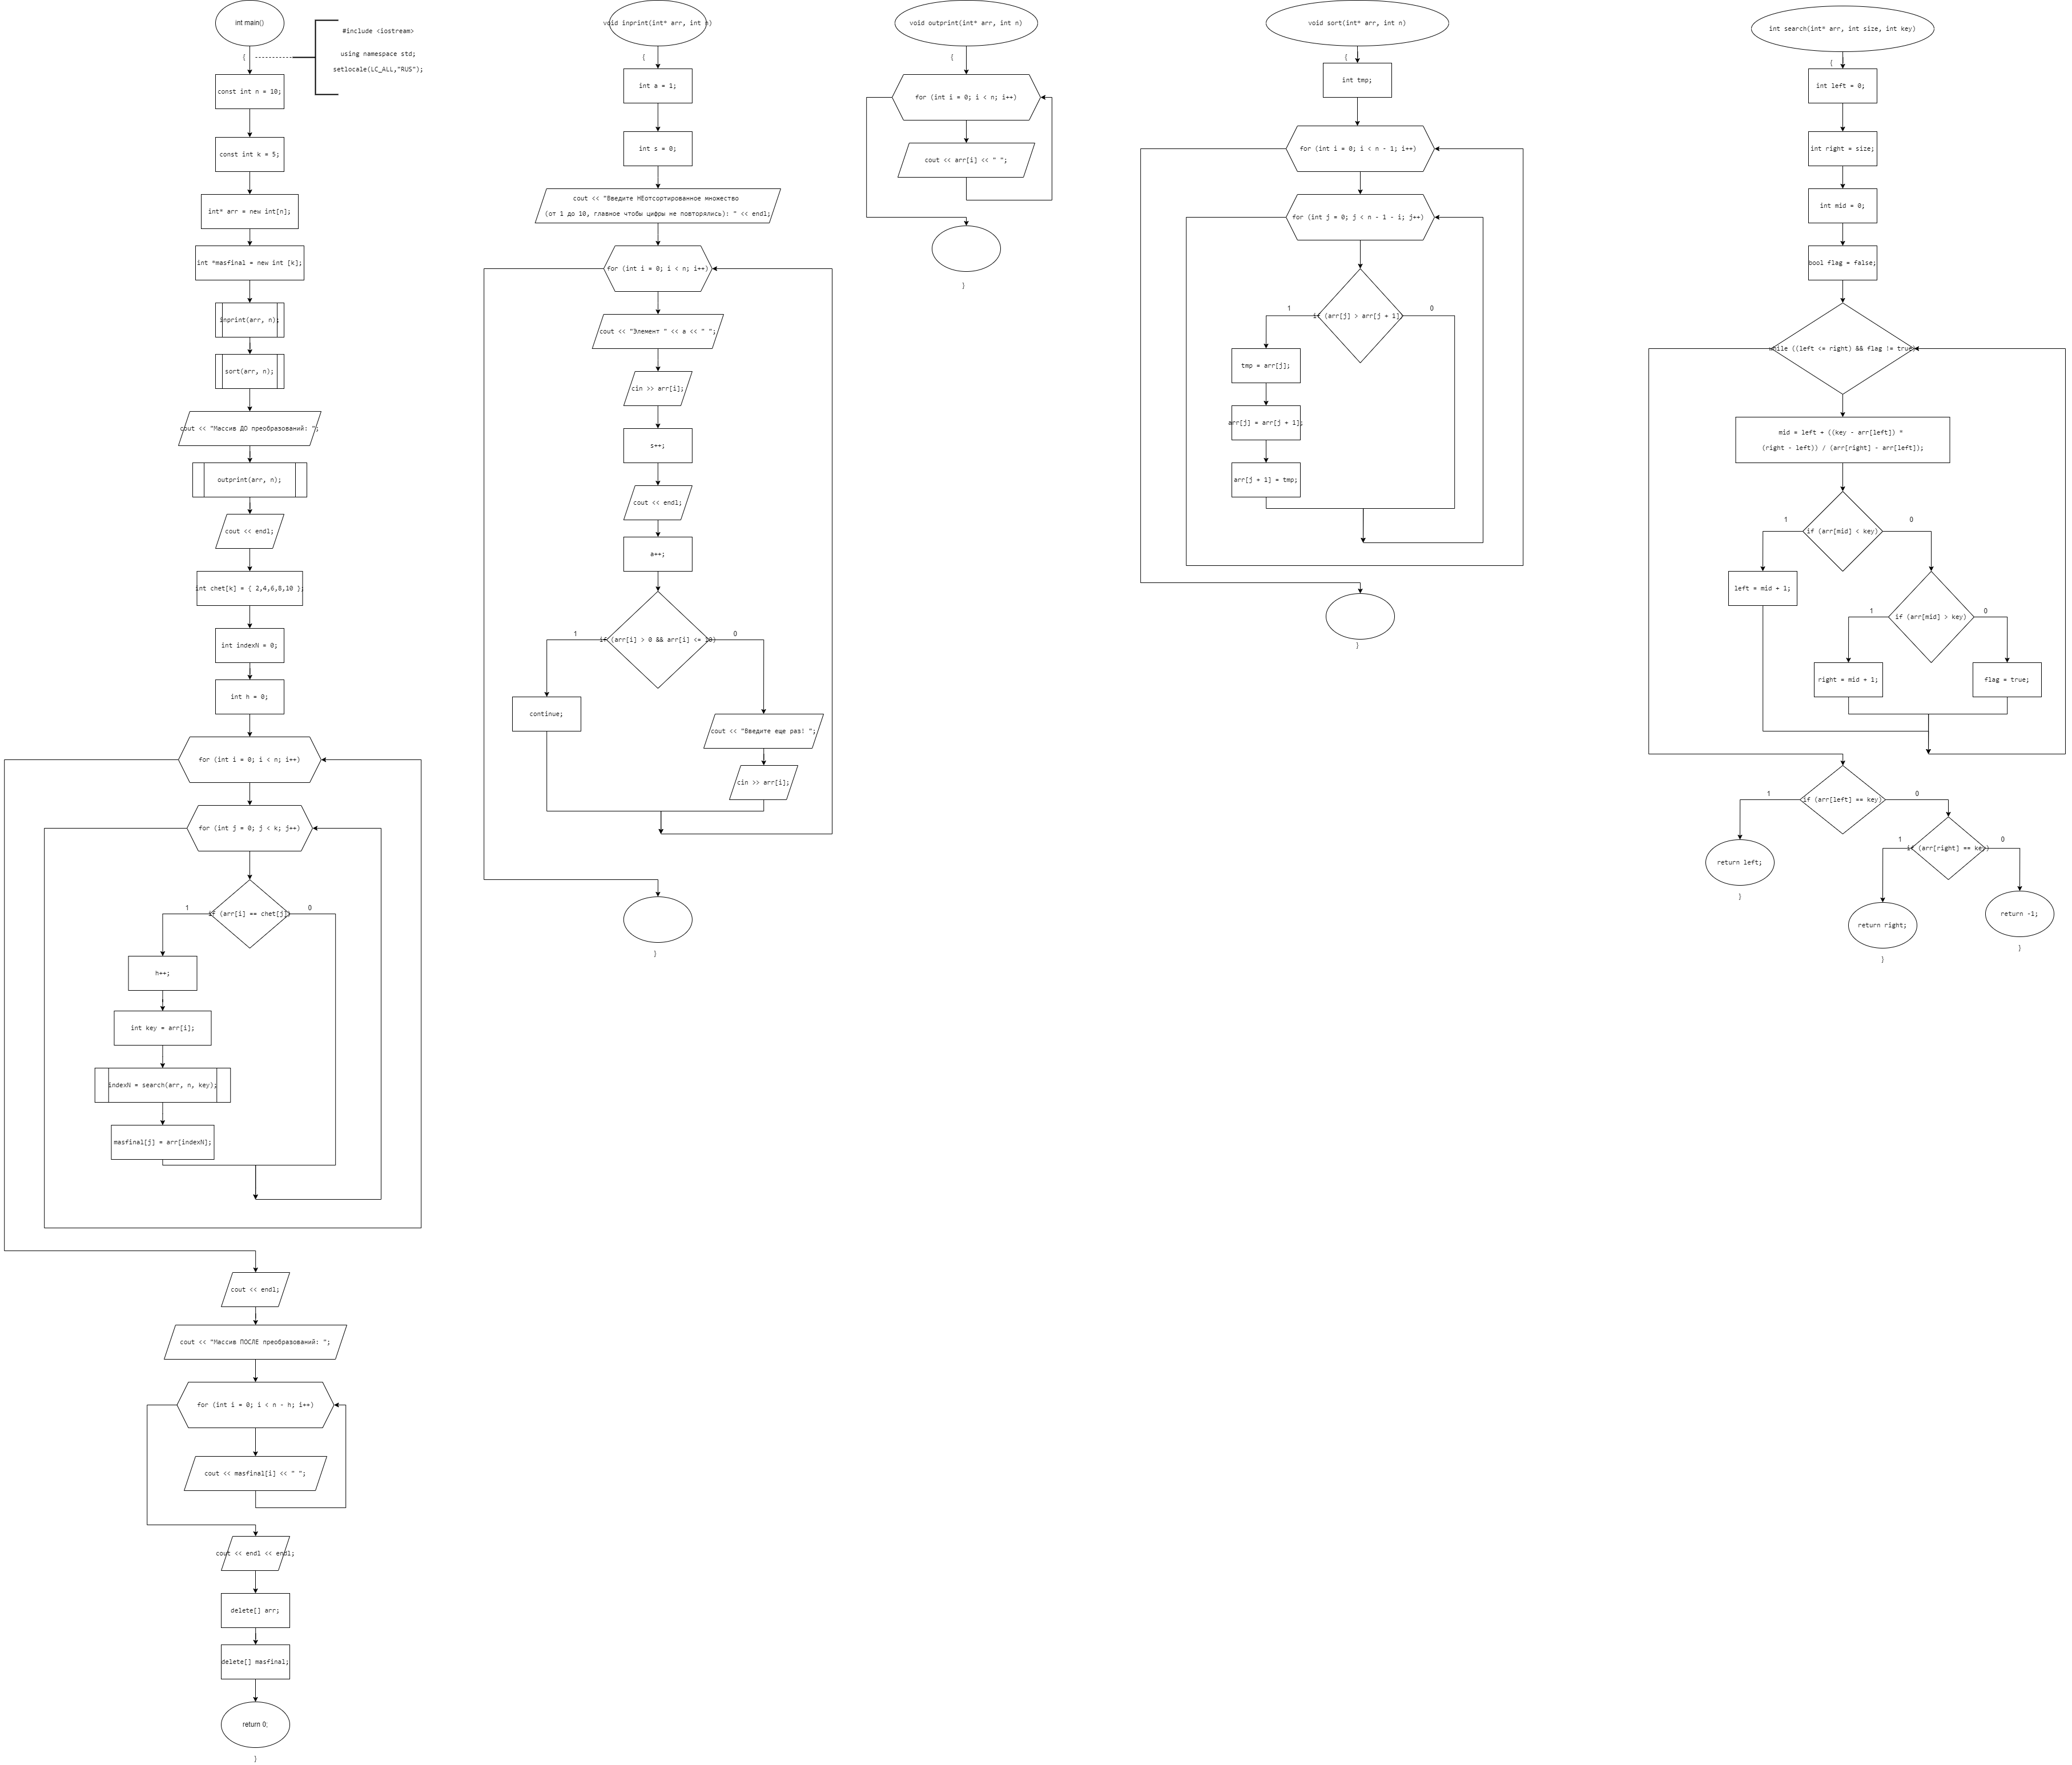 int main()
#include <iostream>
using namespace std;
setlocale(LC_ALL,"RUS");
{
const int n = 10;
const int k = 5;
int* arr = new int[n];
int *masfinal = new int [k];
inprint(arr, n);
sort(arr, n);
cout << "Массив ДО преобразований: ";
outprint(arr, n);
cout << endl;
int chet[k] = { 2,4,6,8,10 };
int indexN = 0;
int h = 0;
for (int i = 0; i < n; i++)
for (int j = 0; j < k; j++)
if (arr[i] == chet[j])
1
0
h++;
int key = arr[i];
indexN = search(arr, n, key);
masfinal[j] = arr[indexN];
cout << endl;
cout << "Массив ПОСЛЕ преобразований: ";
for (int i = 0; i < n - h; i++)
cout << masfinal[i] << " ";
cout << endl << endl;
delete[] arr;
delete[] masfinal;
return 0;
}
void inprint(int* arr, int n)
{
int a = 1;
int s = 0;
cout << "Введите НЕотсортированное множество
(от 1 до 10, главное чтобы цифры не повторялись): " << endl;
for (int i = 0; i < n; i++)
cout << "Элемент " << a << " ";
cin >> arr[i];
s++;
cout << endl;
a++;
if (arr[i] > 0 && arr[i] <= 10)
1
0
continue;
cout << "Введите еще раз! ";
cin >> arr[i];
}
void outprint(int* arr, int n)
{
for (int i = 0; i < n; i++)
cout << arr[i] << " ";
}
void sort(int* arr, int n)
{
int tmp;
for (int i = 0; i < n - 1; i++)
for (int j = 0; j < n - 1 - i; j++)
if (arr[j] > arr[j + 1])
1
0
tmp = arr[j];
arr[j] = arr[j + 1];
arr[j + 1] = tmp;
}
int search(int* arr, int size, int key)
{
int left = 0;
int right = size;
int mid = 0;
bool flag = false;
while ((left <= right) && flag != true)
mid = left + ((key - arr[left]) *
(right - left)) / (arr[right] - arr[left]);
if (arr[mid] < key)
1
0
left = mid + 1;
if (arr[mid] > key)
1
0
right = mid + 1;
flag = true;
if (arr[left] == key)
1
0
return left;
}
if (arr[right] == key)
1
0
return right;
}
return -1;
}